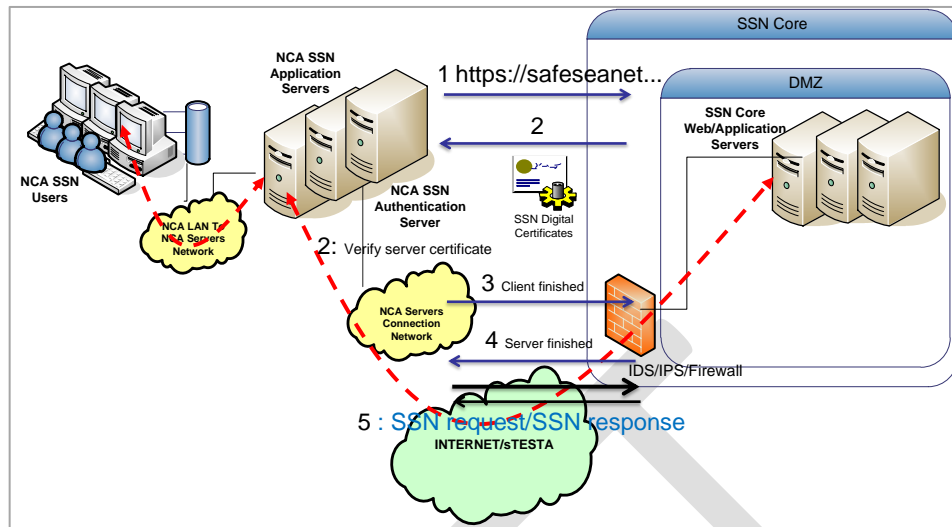 SSN Core
DMZ
NCA SSN
Application
Servers
1 https://safeseanet...
SSN Core
Web/Application
Servers
2
NCA SSN
Users
NCA SSN
Authentication
Server
SSN Digital
Certificates
NCA LAN To
NCA Servers
Network
2: Verify server certificate
3 Client finished
NCA Servers
Connection
Network
4 Server finished
IDS/IPS/Firewall
5 : SSN request/SSN response
INTERNET/sTESTA